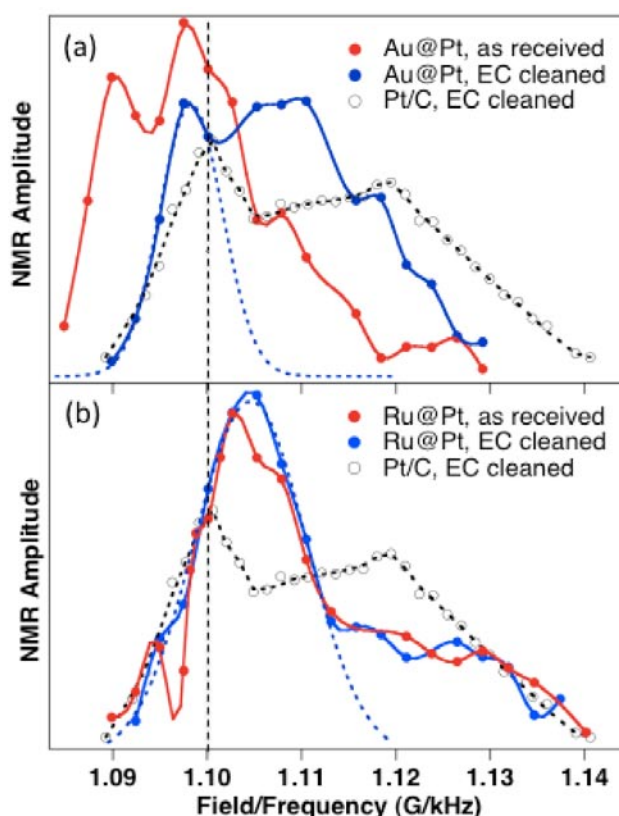 (a)
Au@Pt, as received
Au@Pt, EC cleaned
Pt/C, EC cleaned
NMR Amplitude
(b)
Ru@Pt, as received
Ru@Pt, EC cleaned
Pt/C, EC cleaned
NMR Amplitude
1.09 1.10 1.11 1.12 1.13 1.14
Field/Frequency (G/kHz)